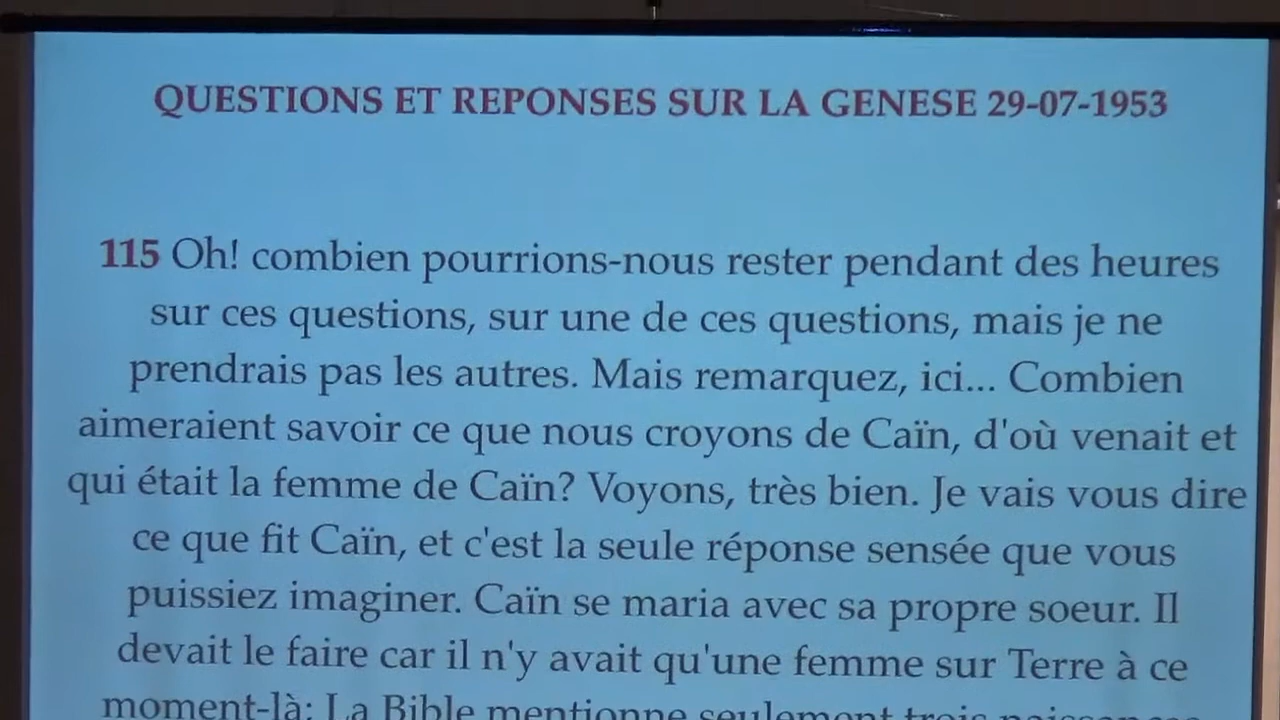 QUESTIONS ET REPONSES SUR LA GENESE 29-07-1953
115 Oh! combien pourrions-nous rester pendant des heures
sur ces questions, sur une de ces questions, mais je ne
prendrais pas les autres. Mais remarquez, ici... Combien
aimeraient savoir ce que nous croyons de Caïn, d'où venait et
qui était la femme de Caïn? Voyons, très bien. Je vais vous dire
ce que fit Caïn, et c'est la seule réponse sensée que vous
puissiez imaginer. Caïn se maria avec sa propre soeur. Il
devait le faire car il n'y avait qu'une femme sur Terre à ce
moment-là; La Bible mentionne seulement trois